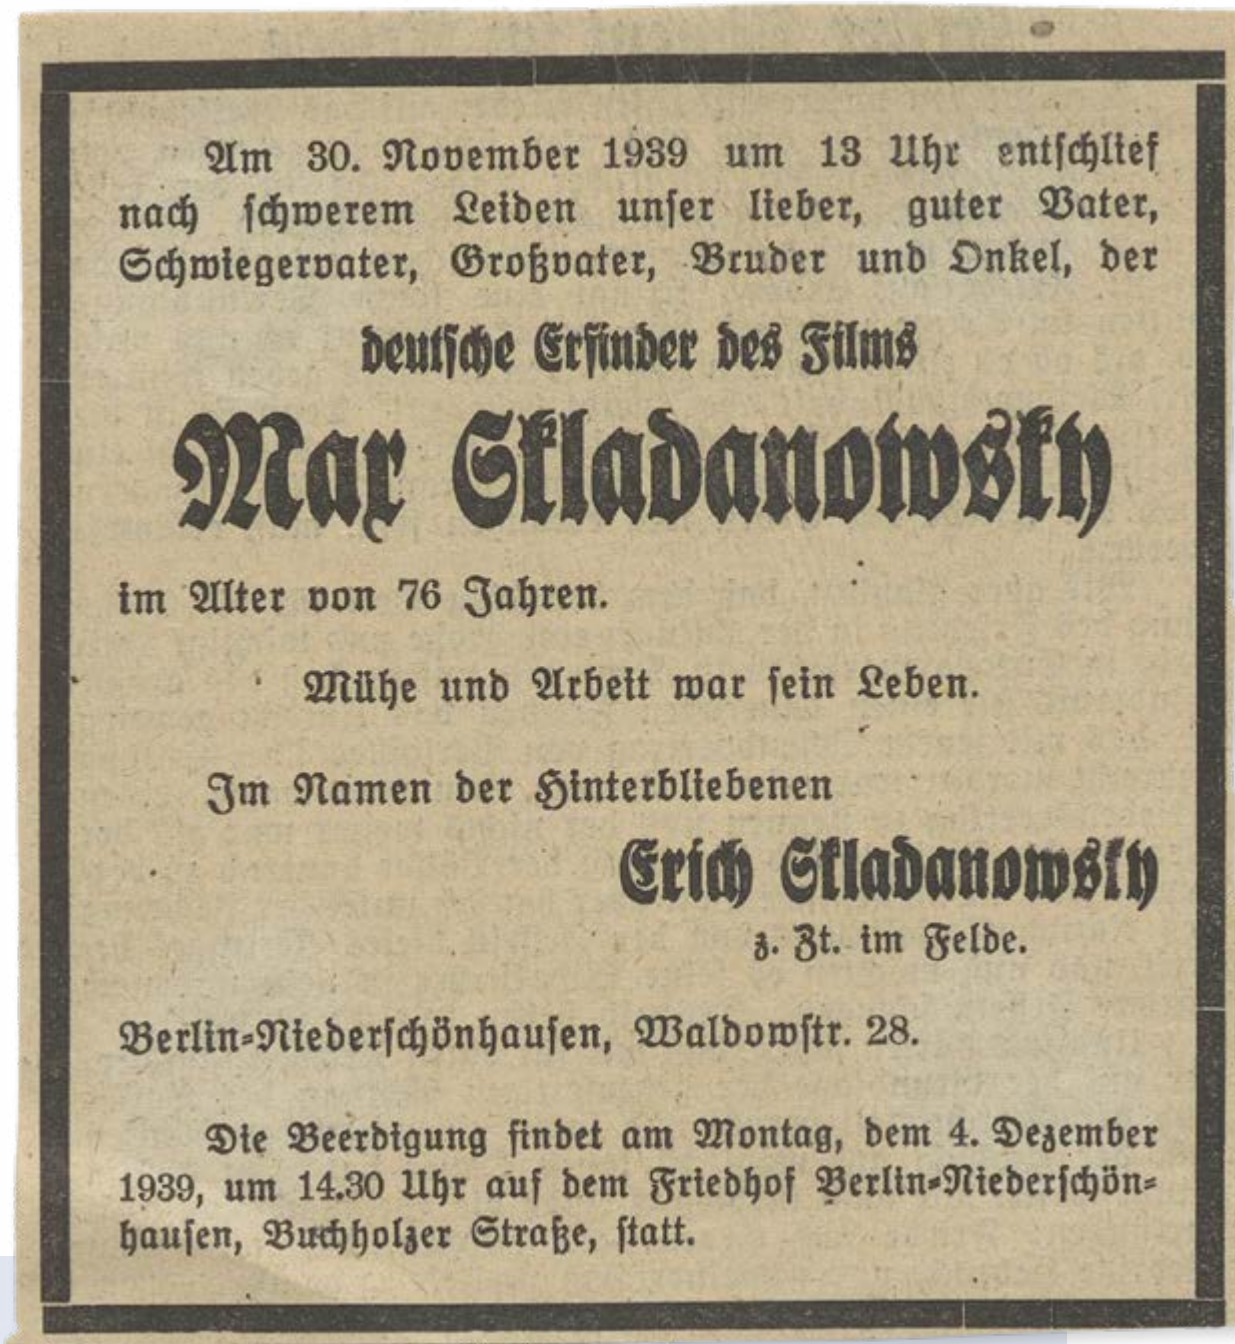 Am 30. November 1939 um 13 Uhr entschlief
nach schwerem Leiden unser lieber, guter Vater,
Schwiegervater, Großvater, Bruder und Onkel, der
deutsche Erfinder des Films
Max Skladanowsky
im Alter von 76 Jahren.
Mühe und Arbeit war sein Leben.
Im Namen der Hinterbliebenen
Erich Skladanowsky
z. Zt. im Felde.
Berlin-Niederschönhausen, Waldowstr. 28.
Die Beerdigung findet am Montag, dem 4. Dezember
1939, um 14.30 Uhr auf dem Friedhof Berlin-Niederschön-
hausen, Buchholzer Straße, statt.